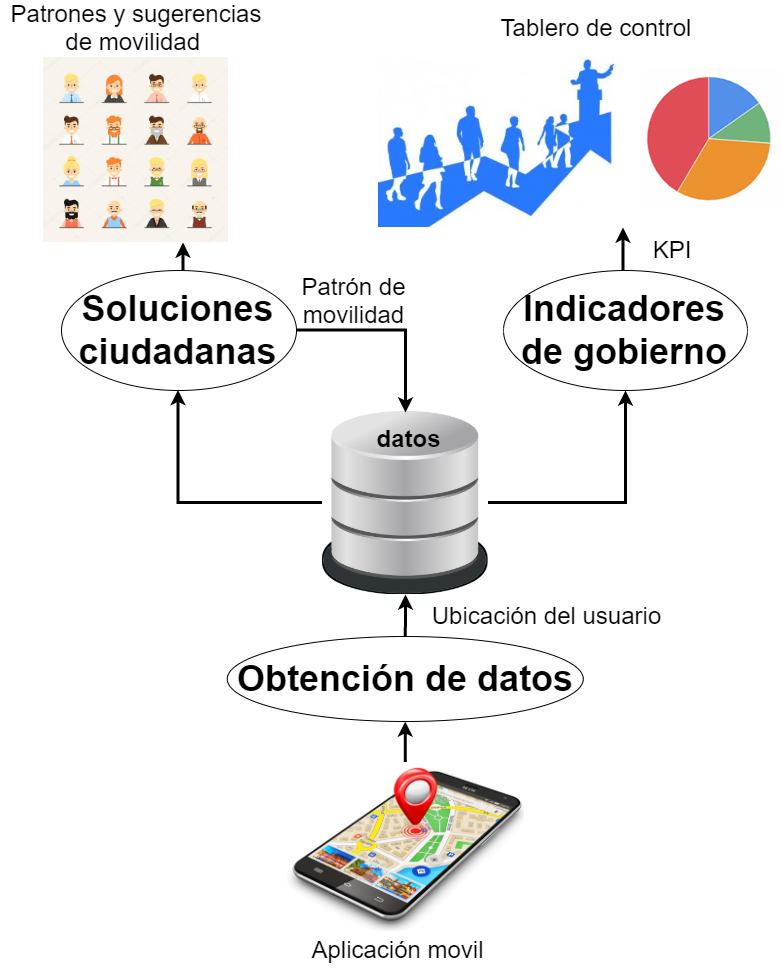 Patrones y sugerencias
de movilidad
Tablero de control
KPI
Soluciones
ciudadanas
Patrón de
movilidad
Indicadores
de gobierno
datos
Ubicación del usuario
Obtención de datos
Aplicación movil